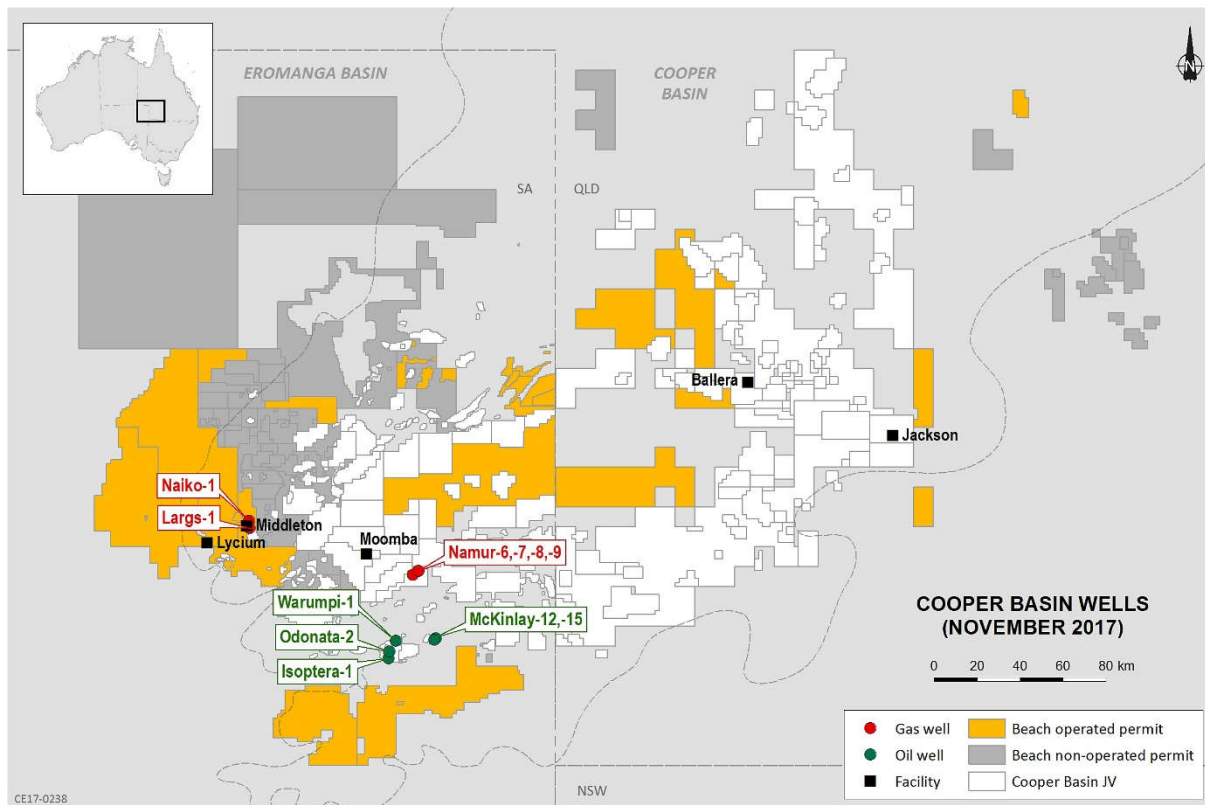 EROMANGA BASIN
COOPER
BASIN
N
SA
QLD
Ballera
Jackson
Naiko-1
Largs-1
Middleton
Lycium
Moomba
Namur-6,-7,-8,-9
Warumpi-1
McKinlay-12,-15
Odonata-2
Isoptera-1
COOPER BASIN WELLS
(NOVEMBER 2017)
0 20 40 60 80 km
Gas well
Beach operated permit
Oil well
Beach non-operated permit
Facility
Cooper Basin JV
NSW
CE17-0238